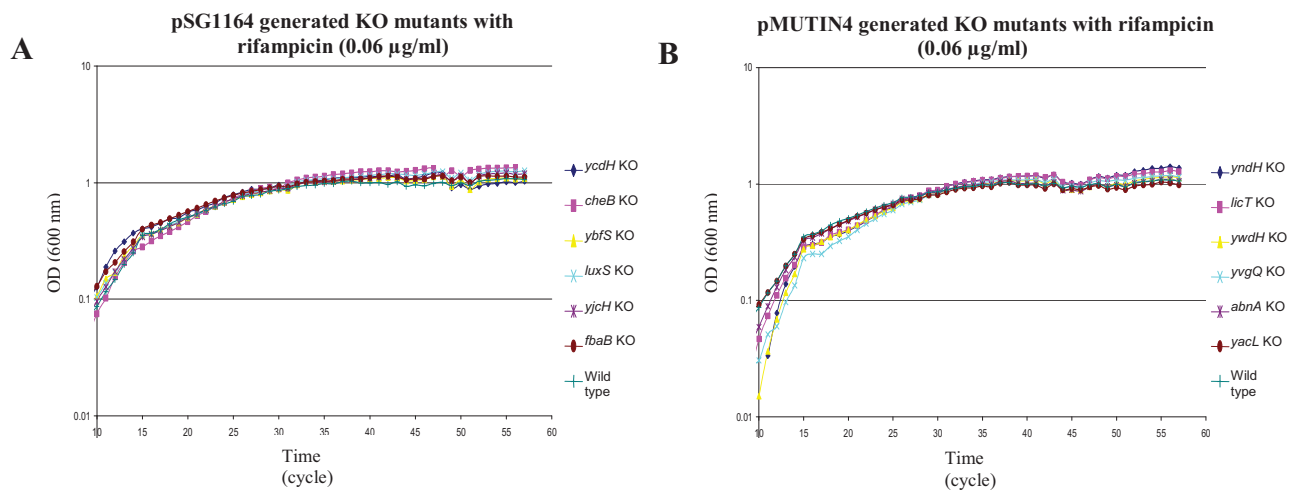 A
pSG1164 generated KO mutants with
rifampicin (0.06 µg/ml)
10
1
0.1
0.01
OD (600 nm)
10 15 20 25 30 35 40 45 50 55 60
Time
(cycle)
ycdH KO
cheB KO
ybfS KO
luxS KO
yjcH KO
fbaB KO
Wild
type
B
pMUTIN4 generated KO mutants with rifampicin
(0.06 µg/ml)
10
1
0.1
0.01
OD (600 nm)
10 15 20 25 30 35 40 45 50 55 60
Time
(cycle)
yndH KO
licT KO
ywdH KO
yvgQ KO
abnA KO
yacL KO
Wild
type